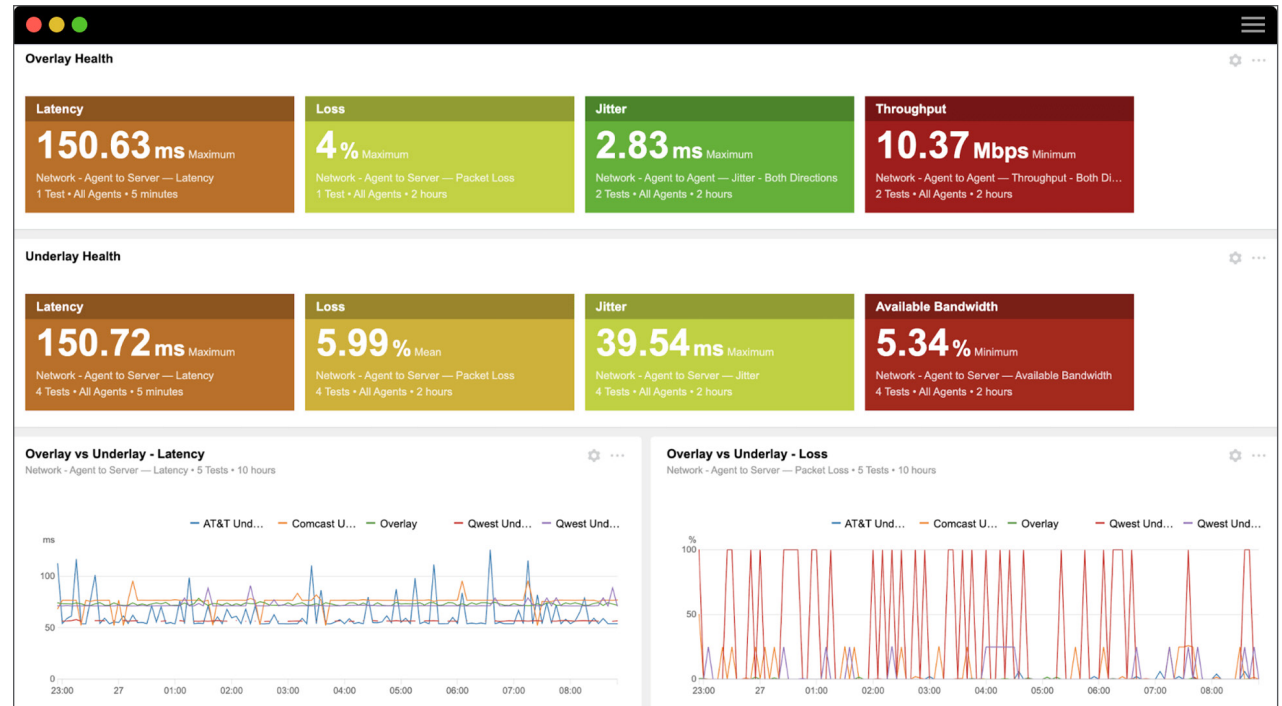 Overlay Health
Latency
150.63 ms Maximum
Network - Agent to Server — Latency
1 Test • All Agents • 5 minutes
Loss
4 % Maximum
Network - Agent to Server — Packet Loss
1 Test • All Agents • 2 hours
Jitter
2.83 ms Maximum
Network - Agent to Agent — Jitter - Both Directions
2 Tests • All Agents • 2 hours
Throughput
10.37 Mbps Minimum
Network - Agent to Agent — Throughput - Both Di...
2 Tests • All Agents • 2 hours
Underlay Health
Latency
150.72 ms Maximum
Network - Agent to Server — Latency
4 Tests • All Agents • 5 minutes
Loss
5.99 % Mean
Network - Agent to Server — Packet Loss
4 Tests • All Agents • 2 hours
Jitter
39.54 ms Maximum
Network - Agent to Server — Jitter
4 Tests • All Agents • 2 hours
Available Bandwidth
5.34 % Minimum
Network - Agent to Server — Available Bandwidth
4 Tests • All Agents • 2 hours
Overlay vs Underlay - Latency
Network - Agent to Server — Latency • 5 Tests • 10 hours
AT&T Und... Comcast U... Overlay Qwest Und... Qwest Und...
ms
100
50
0
23:00 27 01:00 02:00 03:00 04:00 05:00 06:00 07:00 08:00
Overlay vs Underlay - Loss
Network - Agent to Server — Packet Loss • 5 Tests • 10 hours
AT&T Und... Comcast U... Overlay Qwest Und... Qwest Und...
%
100
50
0
23:00 27 01:00 02:00 03:00 04:00 05:00 06:00 07:00 08:00